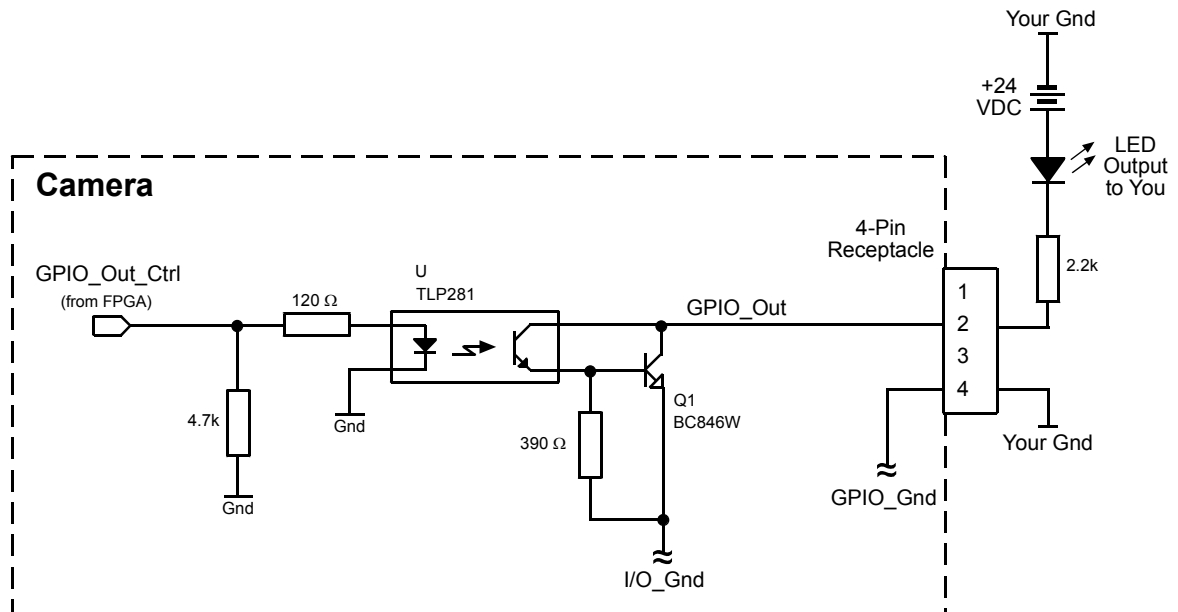 Your Gnd
+24
VDC
LED
Output
to You
Camera
4-Pin
Receptacle
2.2k
GPIO_Out_Ctrl
(from FPGA)
120 Ω
U
TLP281
GPIO_Out
1
2
3
4
4.7k
Gnd
Gnd
390 Ω
Q1
BC846W
Your Gnd
GPIO_Gnd
I/O_Gnd